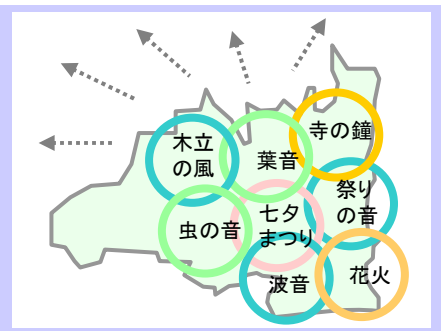 寺の鐘
木立
の風
葉音
祭り
の音
虫の音
七夕
まつり
波音
花火